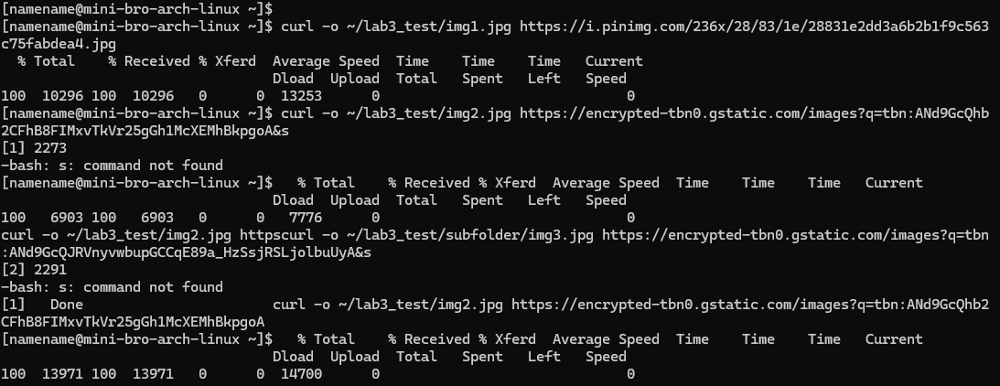 [namename@mini-bro-arch-linux ~]$
[namename@mini-bro-arch-linux ~]$ curl -o ~/lab3_test/img1.jpg https://i.pinimg.com/236x/28/83/1e/28831e2dd3a6b2b1f9c563
c75fabdea4.jpg
  % Total    % Received % Xferd  Average Speed  Time    Time    Time   Current
                                 Dload  Upload  Total   Spent   Left   Speed
100  10296 100  10296   0      0  13253      0                              0
[namename@mini-bro-arch-linux ~]$ curl -o ~/lab3_test/img2.jpg https://encrypted-tbn0.gstatic.com/images?q=tbn:ANd9GcQhb
2CFhB8FIMxvTkVr25gGh1McXEMhBkpgoA&s
[1] 2273
-bash: s: command not found
[namename@mini-bro-arch-linux ~]$   % Total    % Received % Xferd  Average Speed  Time    Time    Time   Current
                                 Dload  Upload  Total   Spent   Left   Speed
100   6903 100   6903   0      0   7776      0                              0
curl -o ~/lab3_test/img2.jpg httpscurl -o ~/lab3_test/subfolder/img3.jpg https://encrypted-tbn0.gstatic.com/images?q=tbn
:ANd9GcQJRVnyvwbupGCCqE89a_HzSsjRSLjolbuUyA&s
[2] 2291
-bash: s: command not found
[1]   Done                       curl -o ~/lab3_test/img2.jpg https://encrypted-tbn0.gstatic.com/images?q=tbn:ANd9GcQhb2
CFhB8FIMxvTkVr25gGh1McXEMhBkpgoA
[namename@mini-bro-arch-linux ~]$   % Total    % Received % Xferd  Average Speed  Time    Time    Time   Current
                                 Dload  Upload  Total   Spent   Left   Speed
100  13971 100  13971   0      0  14700      0                              0